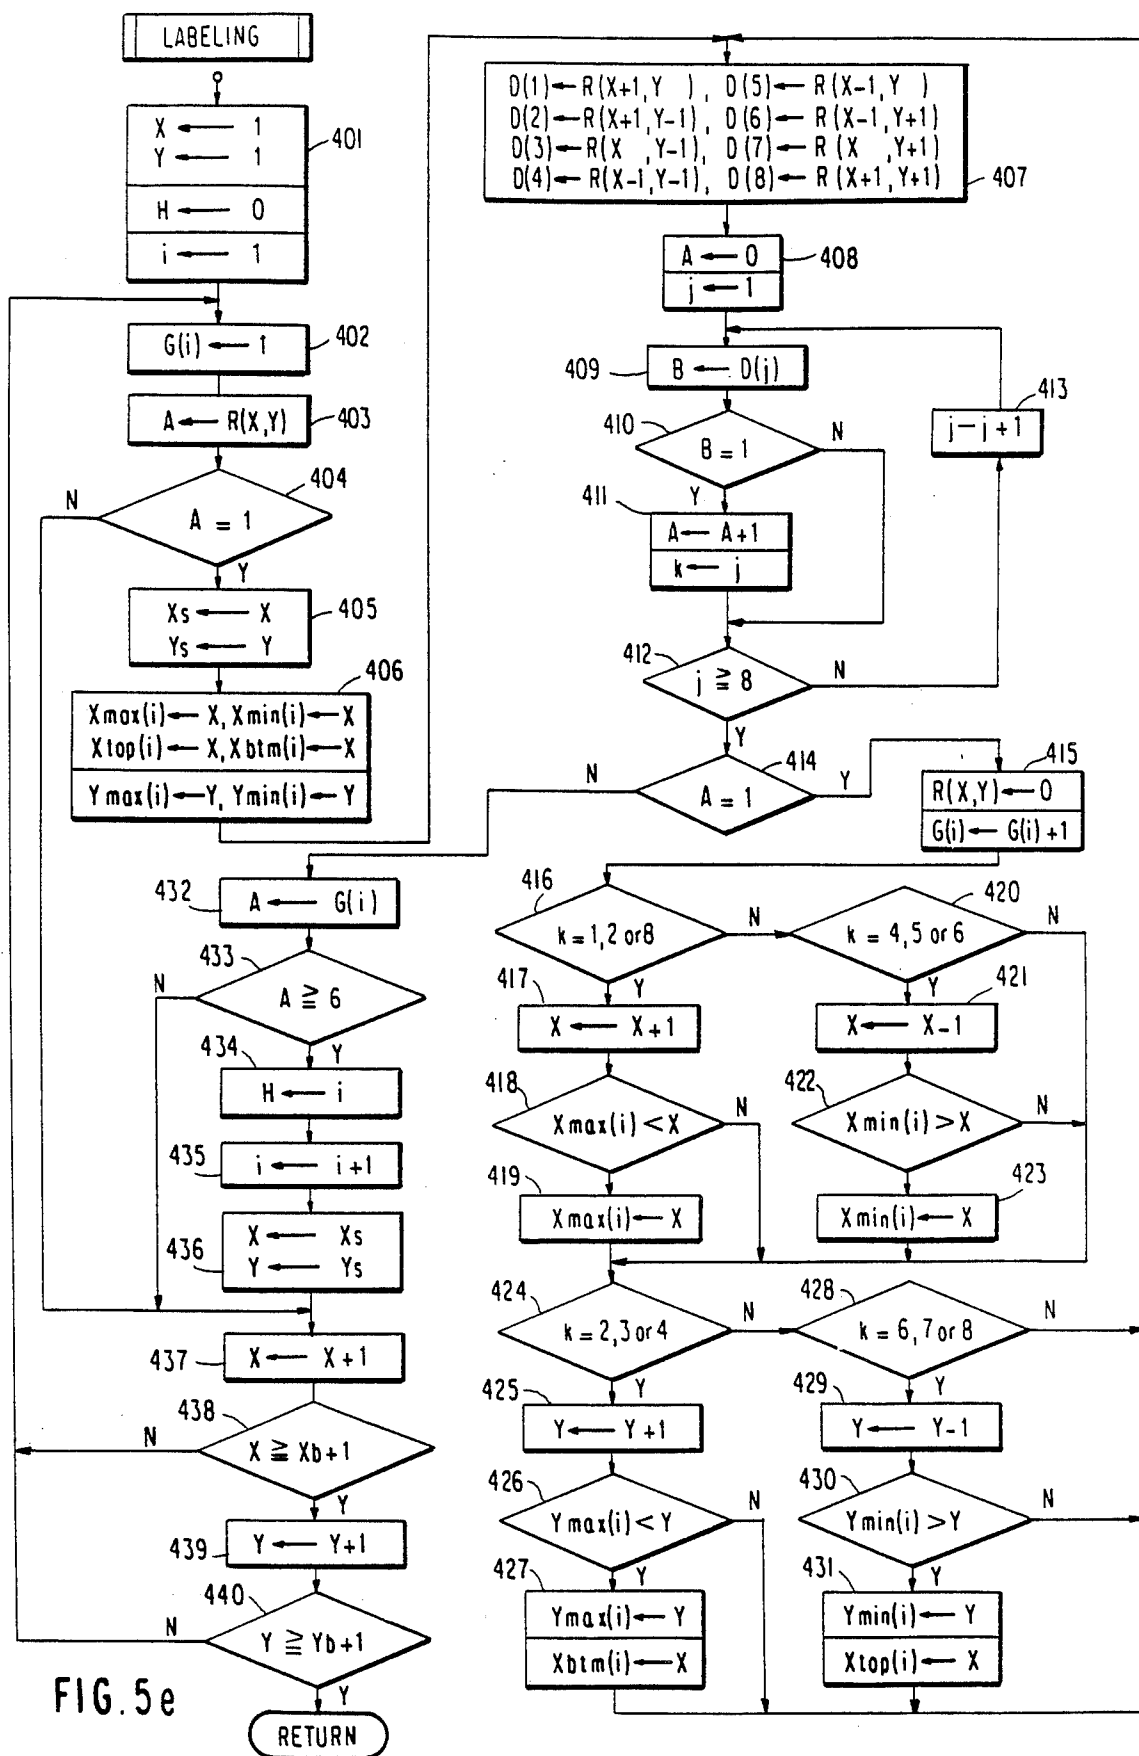 LABELING
X ← 1
Y ← 1
H ← 0
i ← 1
401
G(i) ← 1
402
A ← R(X,Y)
403
404
A = 1
N
Y
Xs ← X
Ys ← Y
405
406
Xmax(i) ← X, Xmin(i) ← X
Xtop(i) ← X, Xbtm(i) ← X
Ymax(i) ← Y, Ymin(i) ← Y
D(1) ← R(X+1,Y ), D(5) ← R(X-1,Y )
D(2) ← R(X+1,Y-1), D(6) ← R(X-1,Y+1)
D(3) ← R(X ,Y-1), D(7) ← R(X ,Y+1)
D(4) ← R(X-1,Y-1), D(8) ← R(X+1,Y+1)
407
A ← 0
j ← 1
408
409
B ← D(j)
410
B = 1
N
Y
411
A ← A+1
k ← j
412
j ≧ 8
N
Y
413
j — j+1
414
A = 1
N
Y
415
R(X,Y) ← 0
G(i) ← G(i)+1
416
k = 1, 2 or 8
N
Y
417
X ← X+1
418
Xmax(i) < X
N
419
Xmax(i) ← X
420
k = 4, 5 or 6
N
Y
421
X ← X-1
422
Xmin(i) > X
N
423
Xmin(i) ← X
424
k = 2, 3 or 4
N
Y
425
Y ← Y+1
426
Ymax(i) < Y
N
Y
427
Ymax(i) ← Y
Xbtm(i) ← X
428
k = 6, 7 or 8
N
Y
429
Y ← Y-1
430
Ymin(i) > Y
N
Y
431
Ymin(i) ← Y
Xtop(i) ← X
432
A ← G(i)
433
A ≧ 6
N
Y
434
H ← i
435
i ← i+1
436
X ← Xs
Y ← Ys
437
X ← X+1
438
X ≧ Xb+1
N
Y
439
Y ← Y+1
440
Y ≧ Yb+1
N
Y
RETURN
FIG. 5e